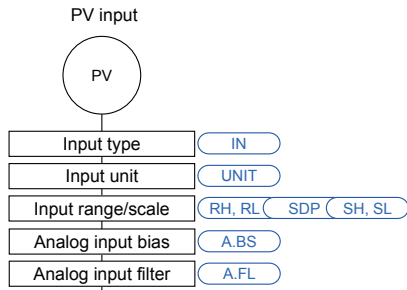 PV input
PV
Input type IN
Input unit UNIT
Input range/scale RH, RL SDP SH, SL
Analog input bias A.BS
Analog input filter A.FL